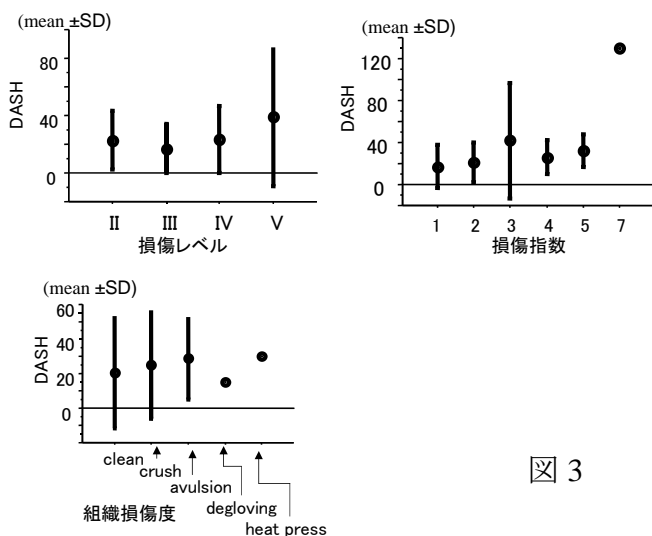 (mean ±SD)
80
40
0
DASH
II III IV V
損傷レベル
(mean ±SD)
120
80
40
0
DASH
1 2 3 4 5 7
損傷指数
(mean ±SD)
60
40
20
0
DASH
clean
crush
avulsion
degloving
heat press
組織損傷度
図 3